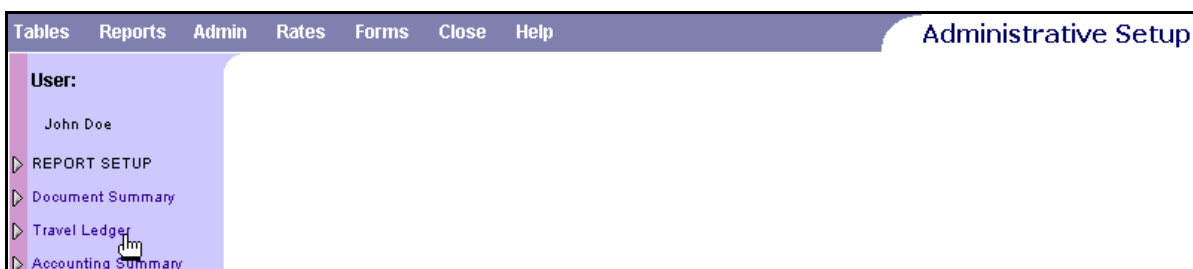 Tables Reports Admin Rates Forms Close Help Administrative Setup
User:
John Doe
REPORT SETUP
Document Summary
Travel Ledger
Accounting Summary